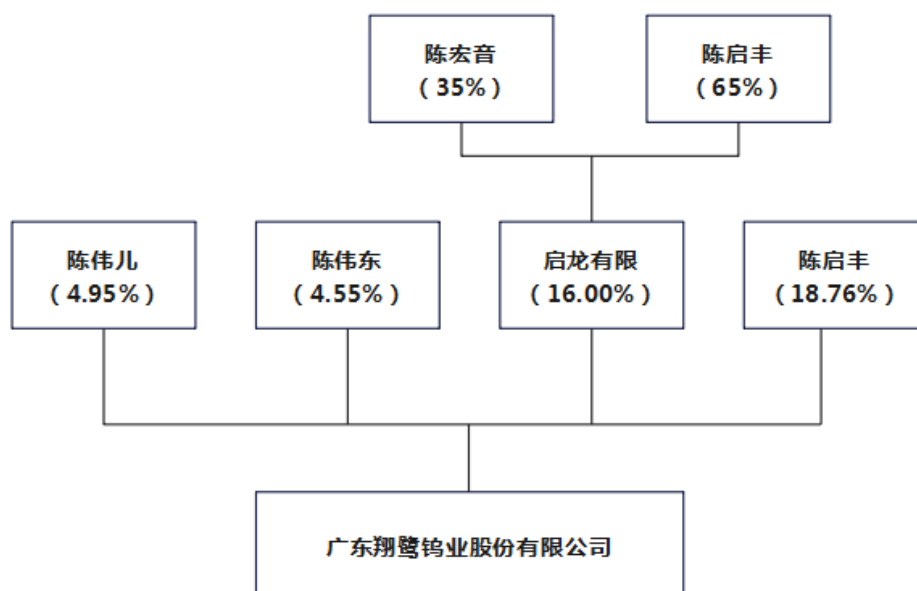 陈宏音
（35%）
陈启丰
（65%）
陈伟儿
（4.95%）
陈伟东
（4.55%）
启龙有限
（16.00%）
陈启丰
（18.76%）
广东翔鹭钨业股份有限公司